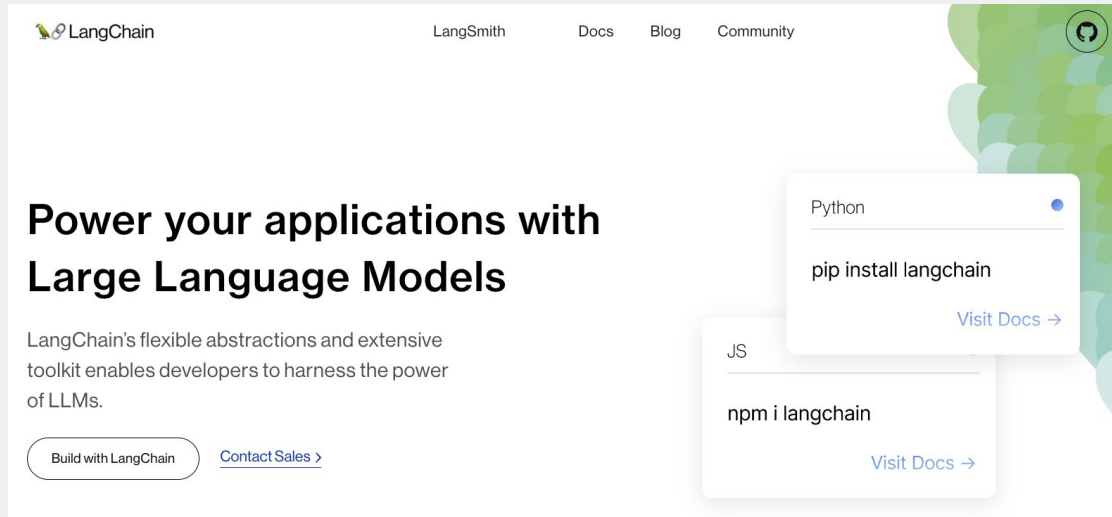 LangChain
LangSmith
Docs
Blog
Community
Power your applications with
Large Language Models
LangChain's flexible abstractions and extensive
toolkit enables developers to harness the power
of LLMs.
Build with LangChain
Contact Sales >
Python
pip install langchain
Visit Docs →
JS
npm i langchain
Visit Docs →